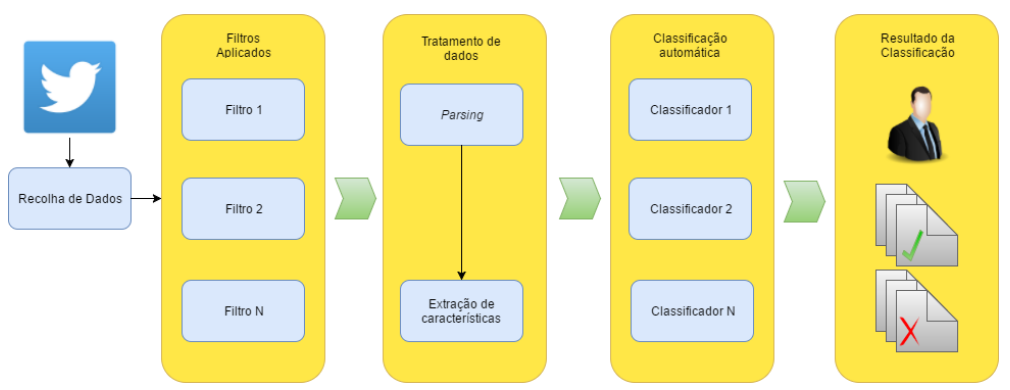 Recolha de Dados
Filtros
Aplicados
Filtro 1
Filtro 2
Filtro N
Tratamento de
dados
Parsing
Extração de
características
Classificação
automática
Classificador 1
Classificador 2
Classificador N
Resultado da
Classificação